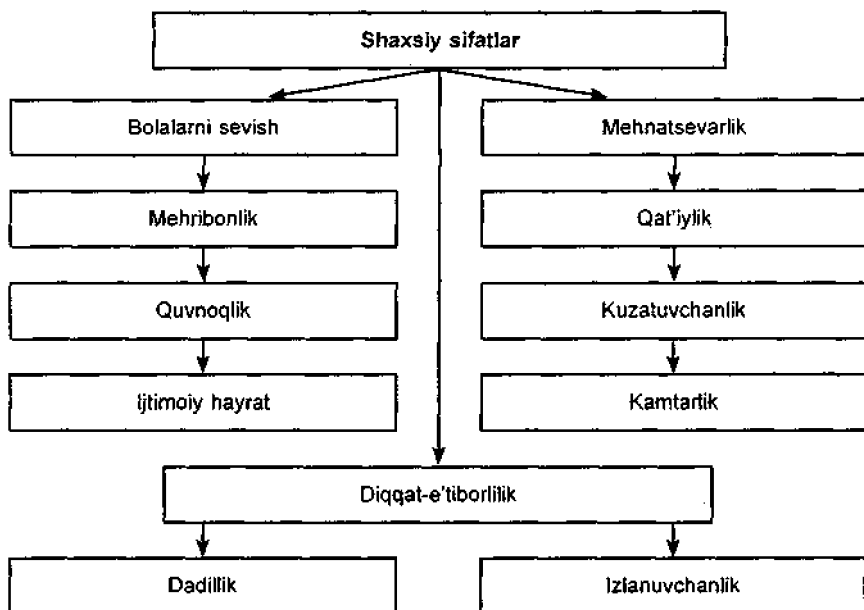 Shaxsiy sifatlar
Bolalarni sevish
Mehnatsevarlik
Mehribonlik
Qat'iylik
Quvnoqlik
Kuzatuvchanlik
Ijtimoiy hayrat
Kamtarlik
Diqqat-e'tiborlilik
Dadillik
Izlanuvchanlik